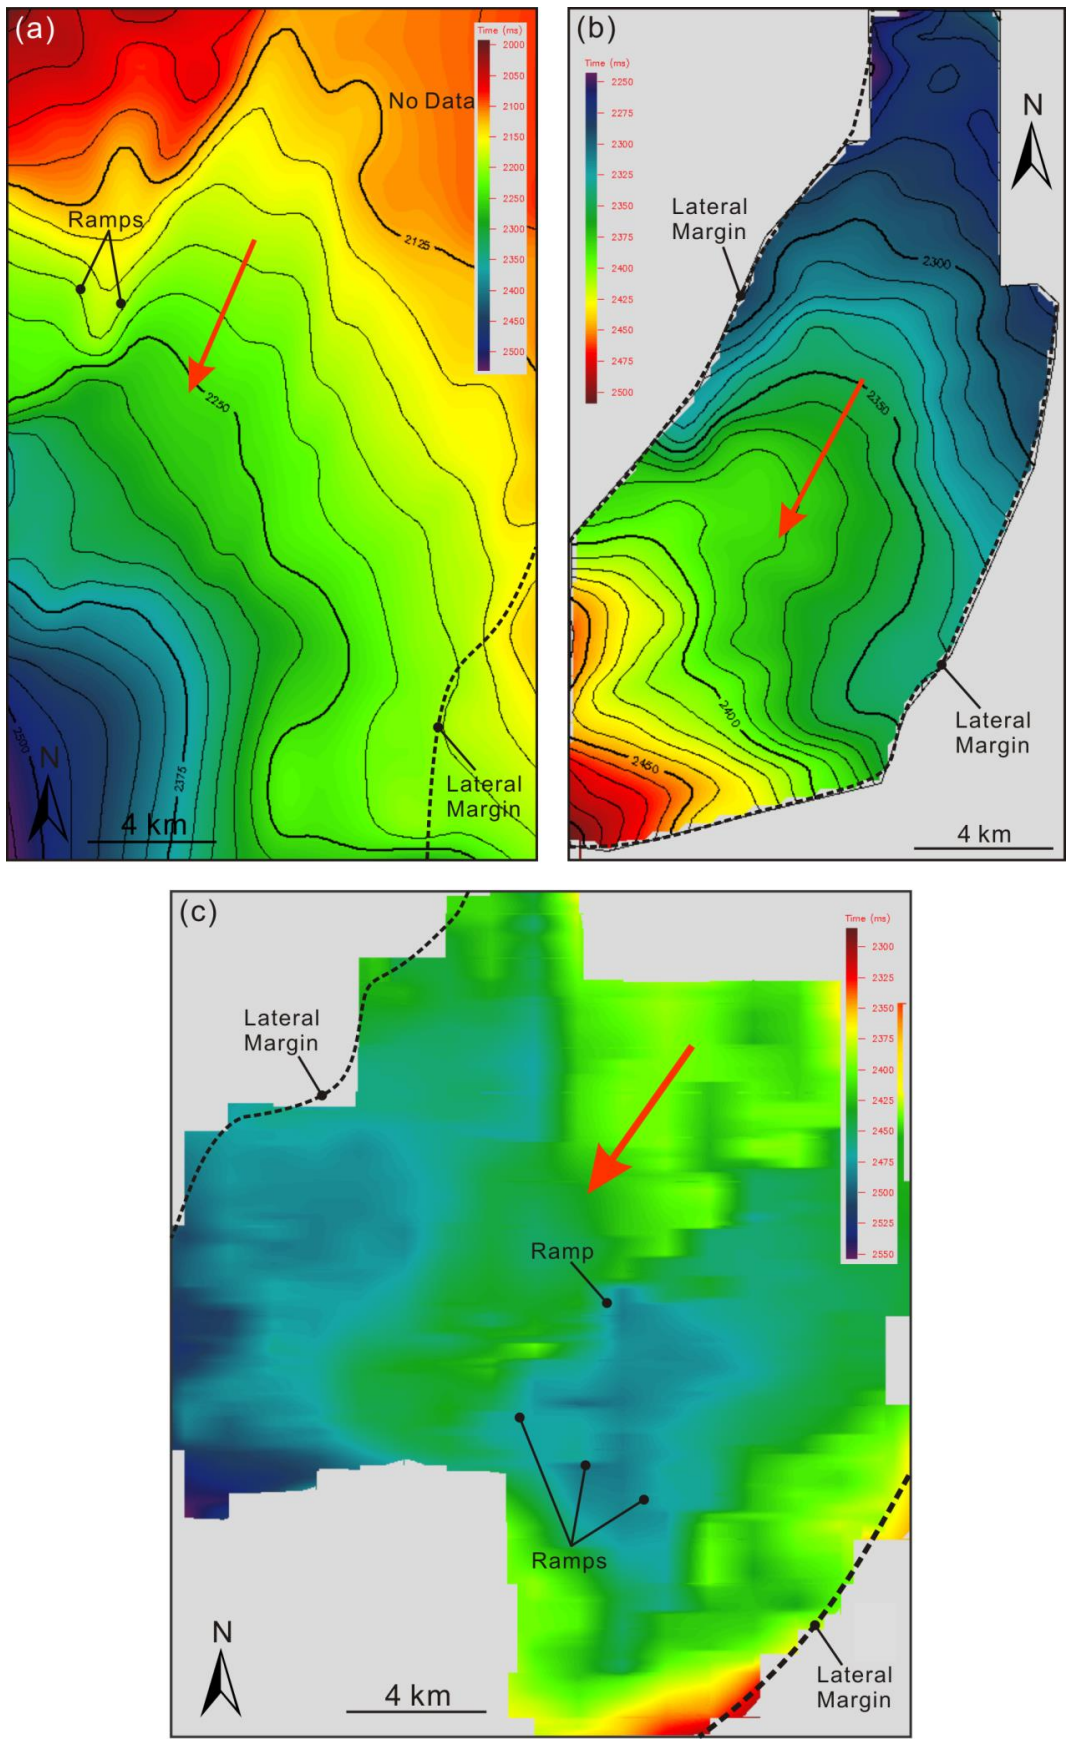 (a)
Time (ms)
2000
2050
2100
2150
2200
2250
2300
2350
2400
2450
2500
No Data
Ramps
2125
2250
2375
2500
N
4 km
Lateral
Margin
(b)
Time (ms)
2250
2275
2300
2325
2350
2375
2400
2425
2450
2475
2500
N
Lateral
Margin
2300
2350
2400
2450
Lateral
Margin
4 km
(c)
Time (ms)
2300
2325
2350
2375
2400
2425
2450
2475
2500
2525
2550
Lateral
Margin
Ramp
Ramps
N
4 km
Lateral
Margin